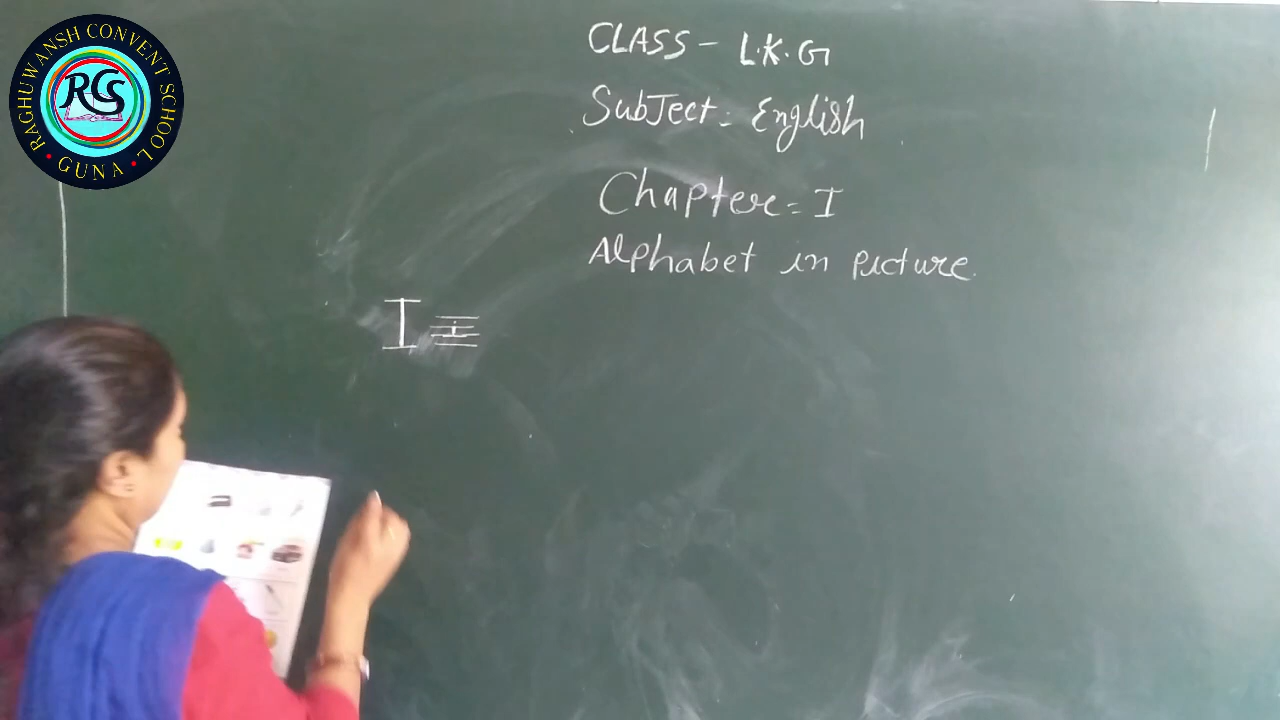 RAGHUWANSH CONVENT SCHOOL
RCS
• GUNA •
CLASS - L.K.G
SubJect = English
Chapter = I
Alphabet in picture.
I i